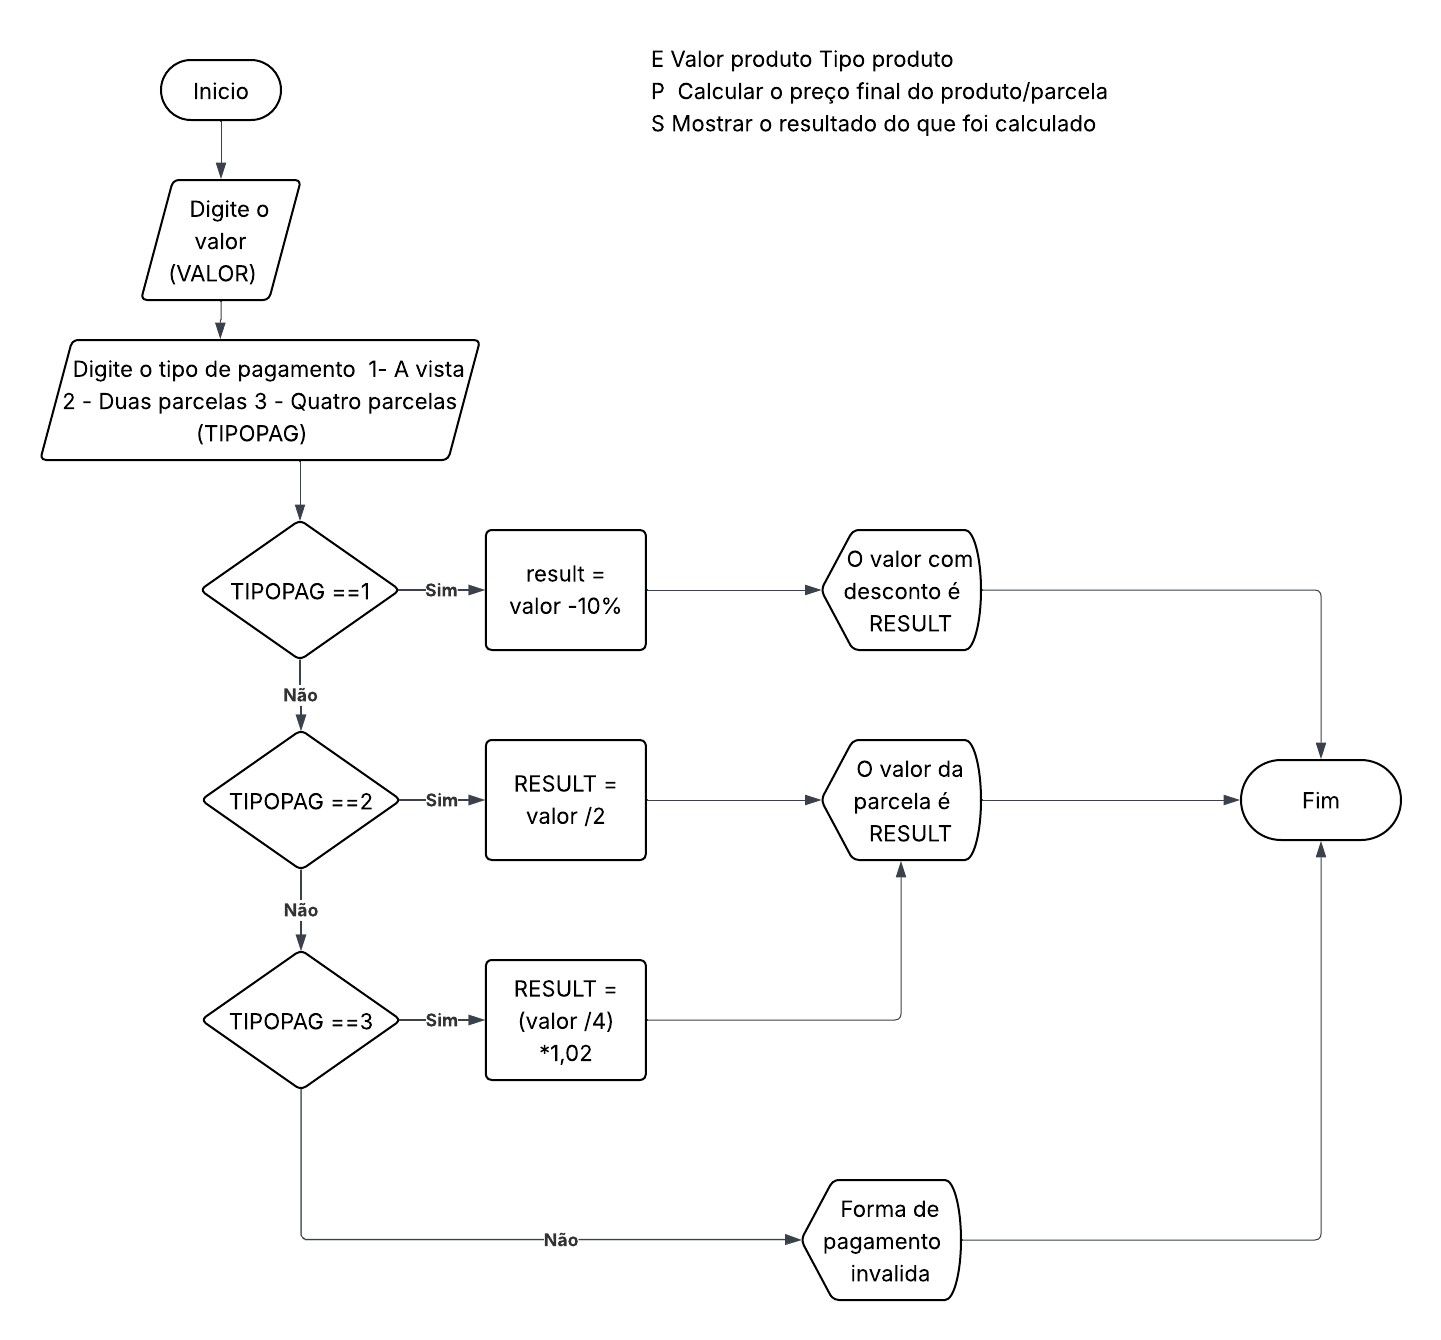 E Valor produto Tipo produto
P  Calcular o preço final do produto/parcela
S Mostrar o resultado do que foi calculado
Inicio
Digite o
valor
(VALOR)
Digite o tipo de pagamento  1- A vista
2 - Duas parcelas 3 - Quatro parcelas
(TIPOPAG)
TIPOPAG ==1
Sim
result =
valor -10%
O valor com
desconto é
RESULT
Não
TIPOPAG ==2
Sim
RESULT =
valor /2
O valor da
parcela é
RESULT
Fim
Não
TIPOPAG ==3
Sim
RESULT =
(valor /4)
*1,02
Não
Forma de
pagamento
invalida